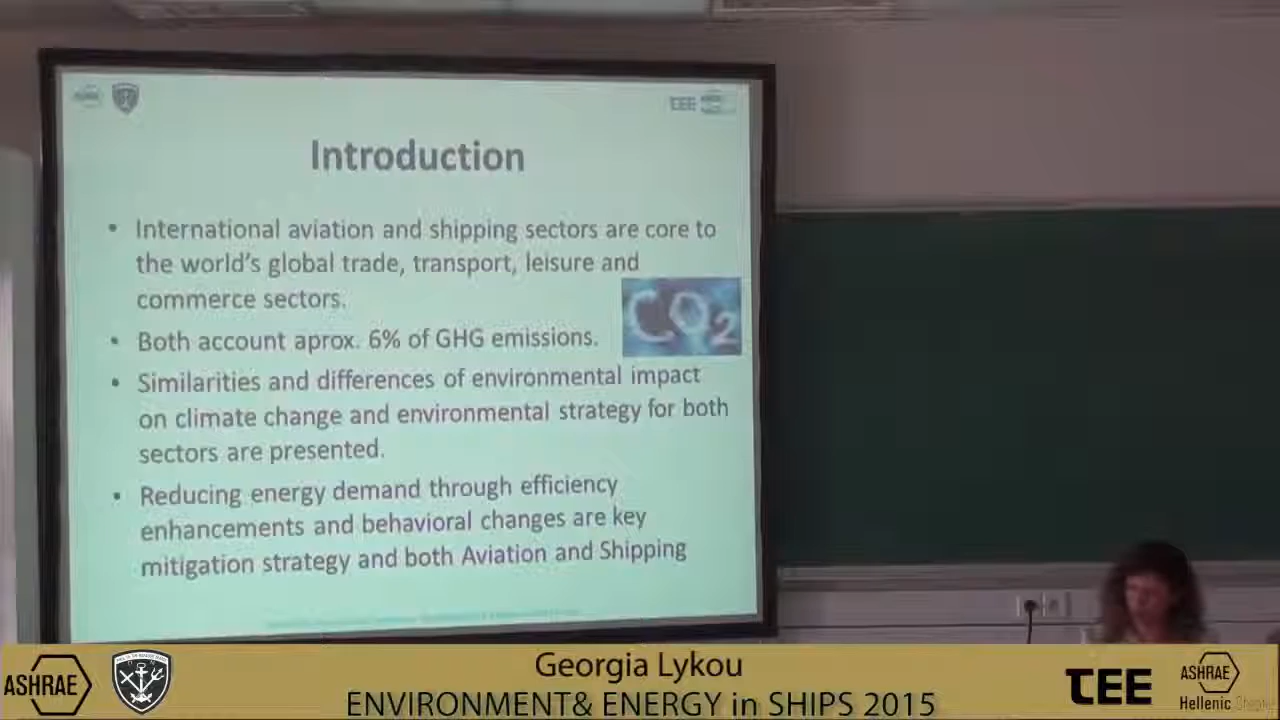 TEE
Introduction
• International aviation and shipping sectors are core to
the world's global trade, transport, leisure and
commerce sectors.
CO2
• Both account aprox. 6% of GHG emissions.
• Similarities and differences of environmental impact
on climate change and environmental strategy for both
sectors are presented.
• Reducing energy demand through efficiency
enhancements and behavioral changes are key
mitigation strategy and both Aviation and Shipping
ASHRAE
Georgia Lykou
ENVIRONMENT& ENERGY in SHIPS 2015
TEE
ASHRAE
Hellenic Chapter